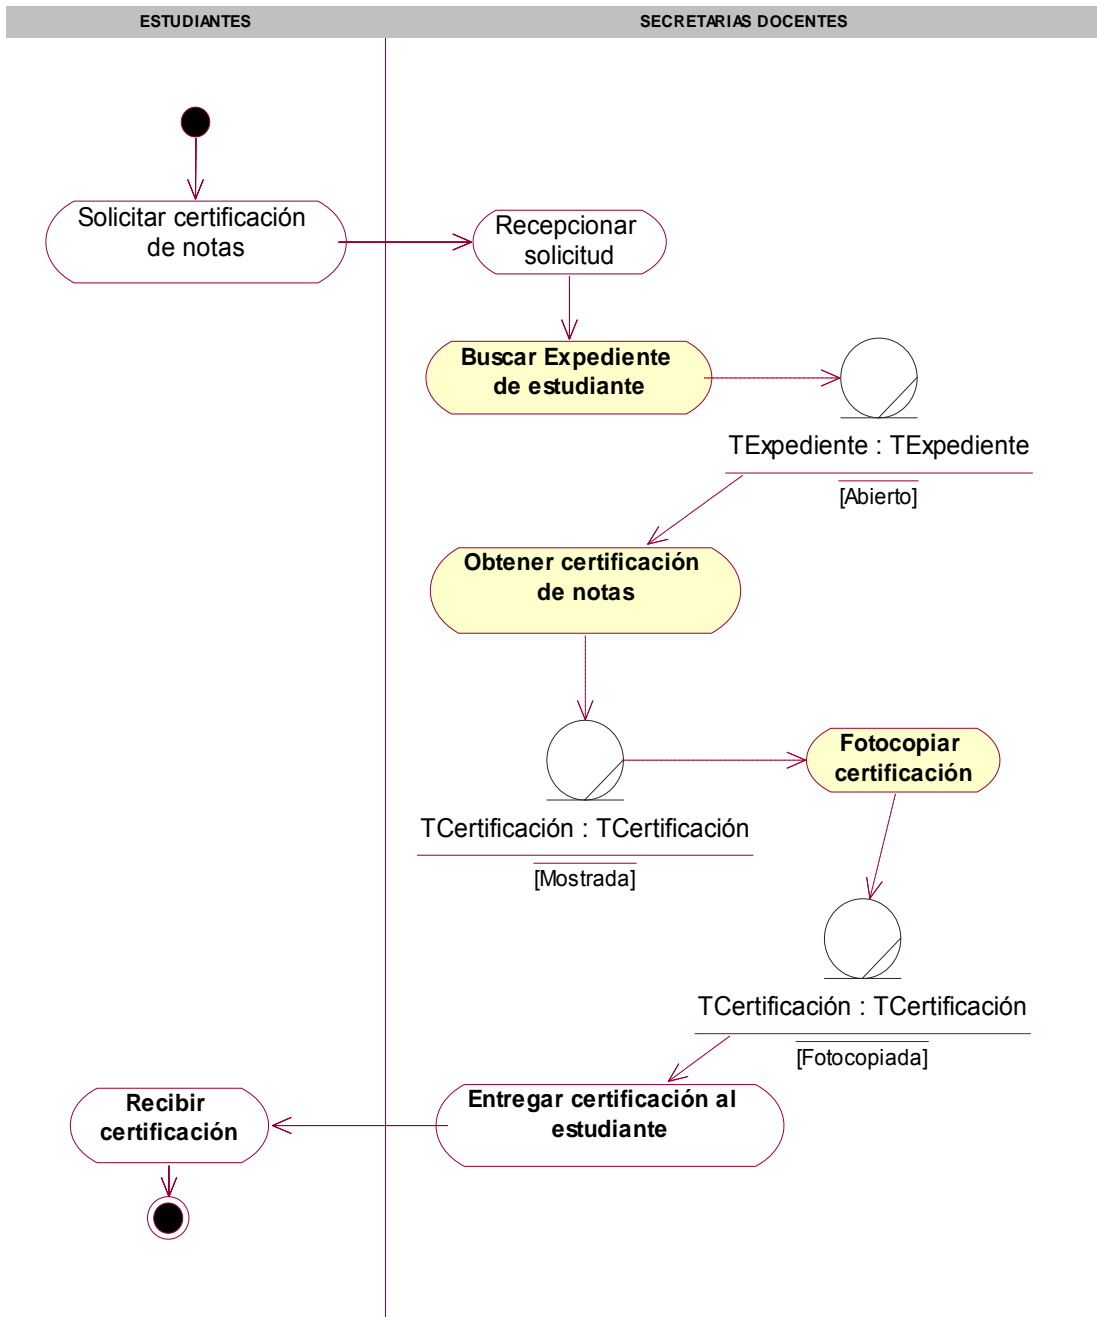 ESTUDIANTES
SECRETARIAS DOCENTES
Solicitar certificación
de notas
Recepcionar
solicitud
Buscar Expediente
de estudiante
TExpediente : TExpediente
[Abierto]
Obtener certificación
de notas
Fotocopiar
certificación
TCertificación : TCertificación
[Mostrada]
TCertificación : TCertificación
[Fotocopiada]
Entregar certificación al
estudiante
Recibir
certificación